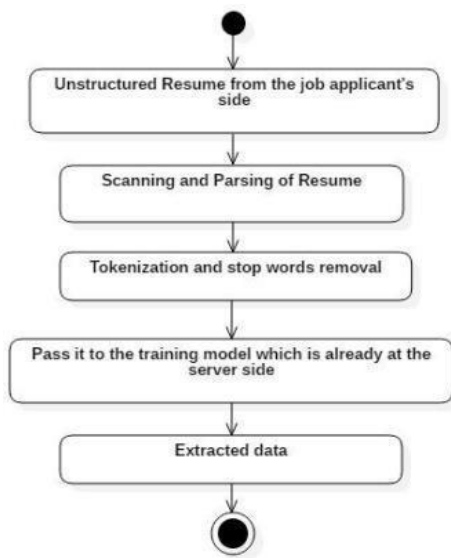 Unstructured Resume from the job applicant's
side
Scanning and Parsing of Resume
Tokenization and stop words removal
Pass it to the training model which is already at the
server side
Extracted data